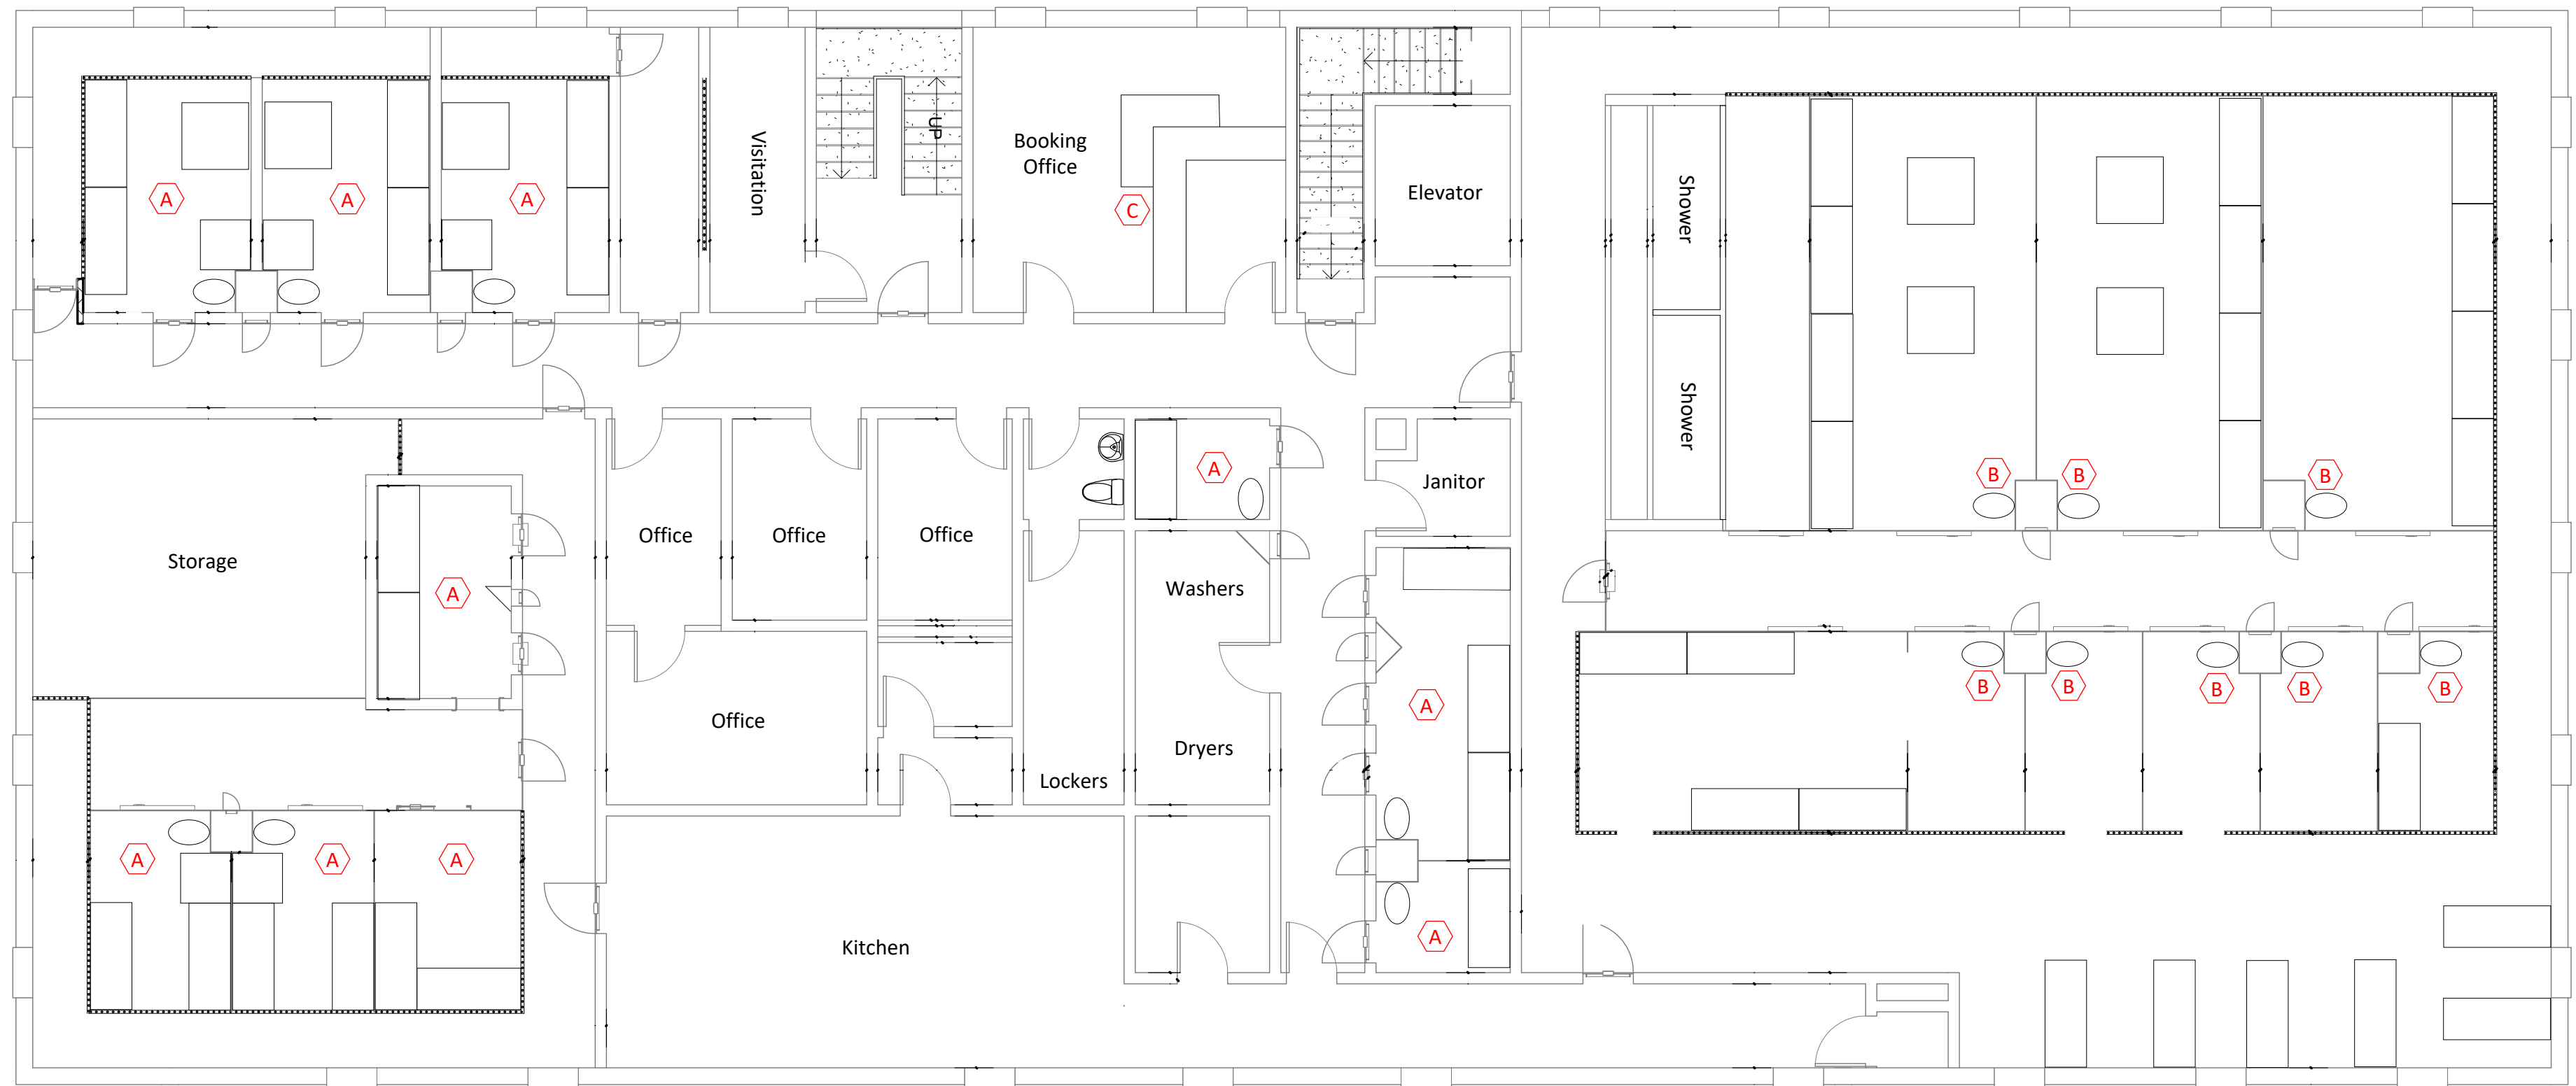 UP
Visitation
Booking
Office
Elevator
Shower
A
A
A
C
Shower
A
Janitor
B
B
B
Office
Office
Office
Storage
Washers
A
A
B
B
B
B
B
Office
Dryers
Lockers
A
A
A
Kitchen
A